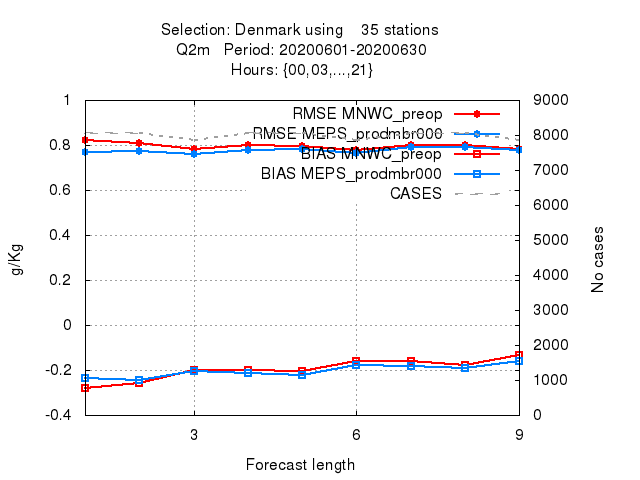 Selection: Denmark using 35 stations
Q2m Period: 20200601-20200630
Hours: {00,03,...,21}
RMSE MNWC_preop
RMSE MEPS_prodmbr000
BIAS MNWC_preop
BIAS MEPS_prodmbr000
CASES
1
0.8
0.6
0.4
0.2
0
-0.2
-0.4
g/Kg
9000
8000
7000
6000
5000
4000
3000
2000
1000
0
No cases
3
6
9
Forecast length